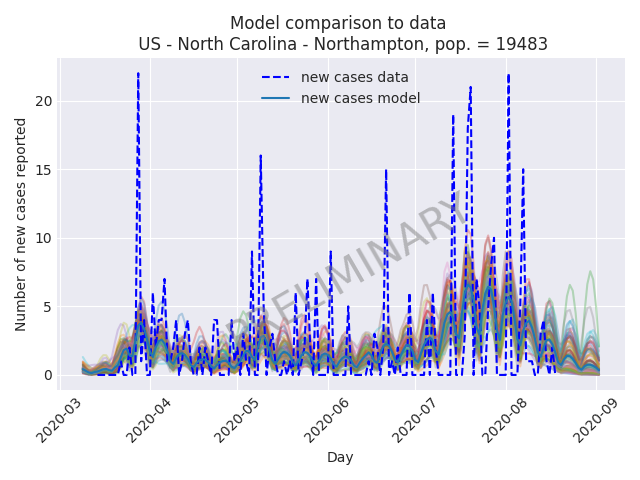 Model comparison to data
US - North Carolina - Northampton, pop. = 19483
new cases data
new cases model
PRELIMINARY
Number of new cases reported
20
15
10
5
0
2020-03
2020-04
2020-05
2020-06
2020-07
2020-08
2020-09
Day